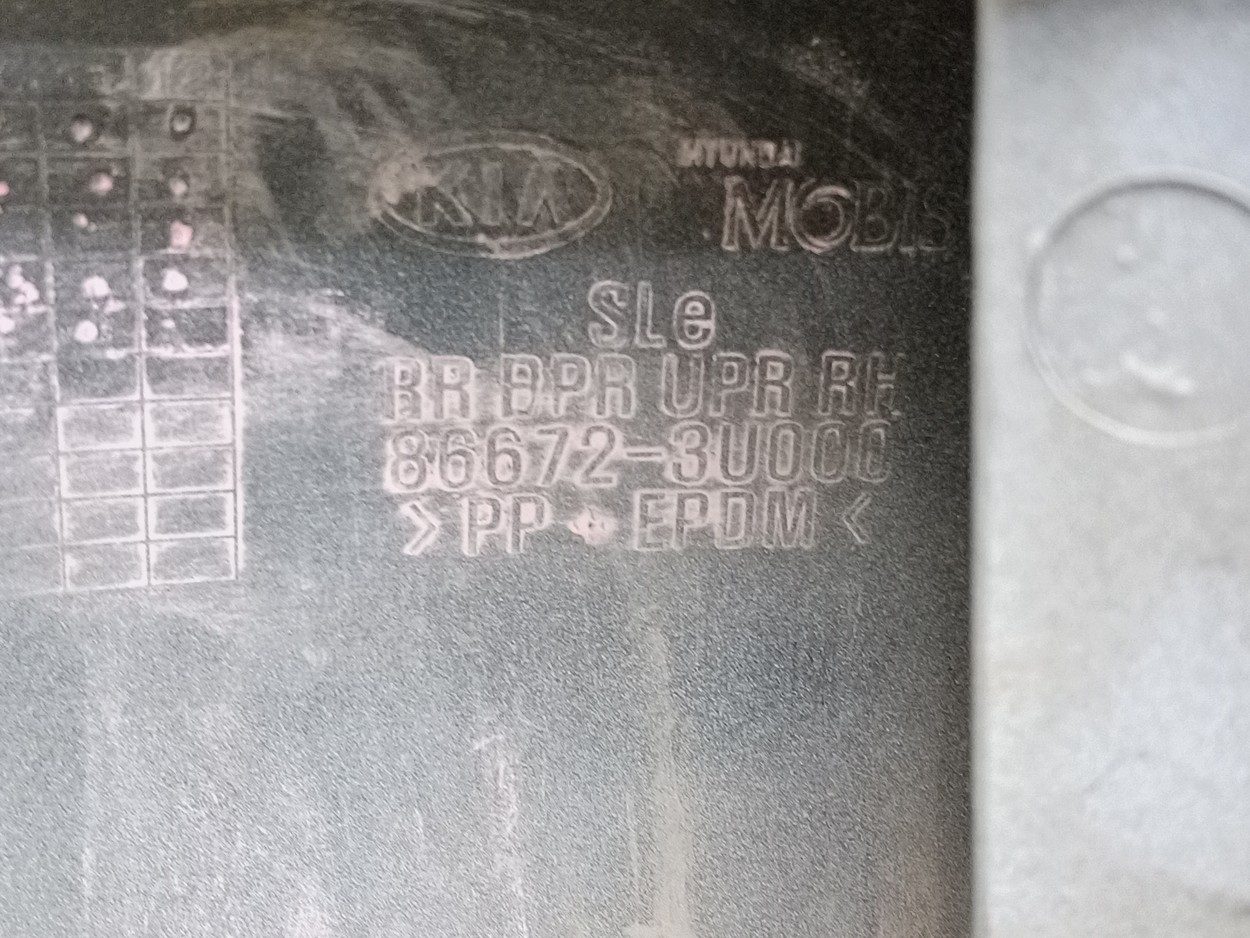 KIA
HYUNDAI
MOBIS
SLe
RR BPR UPR RH
86672-3U000
>PP+EPDM<